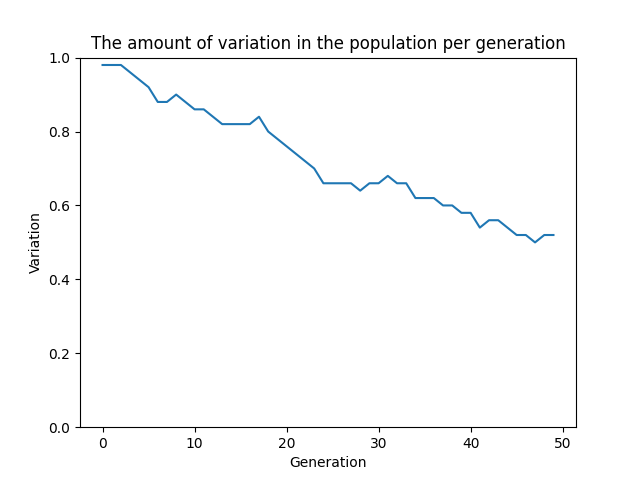 The amount of variation in the population per generation
1.0
0.8
0.6
0.4
0.2
0.0
Variation
0 10 20 30 40 50
Generation